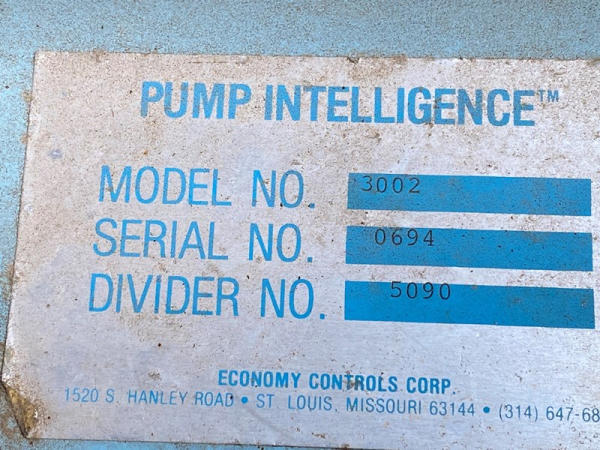 PUMP INTELLIGENCE™
MODEL NO. 3002
SERIAL NO. 0694
DIVIDER NO. 5090
ECONOMY CONTROLS CORP.
1520 S. HANLEY ROAD • ST. LOUIS, MISSOURI 63144 • (314) 647-68